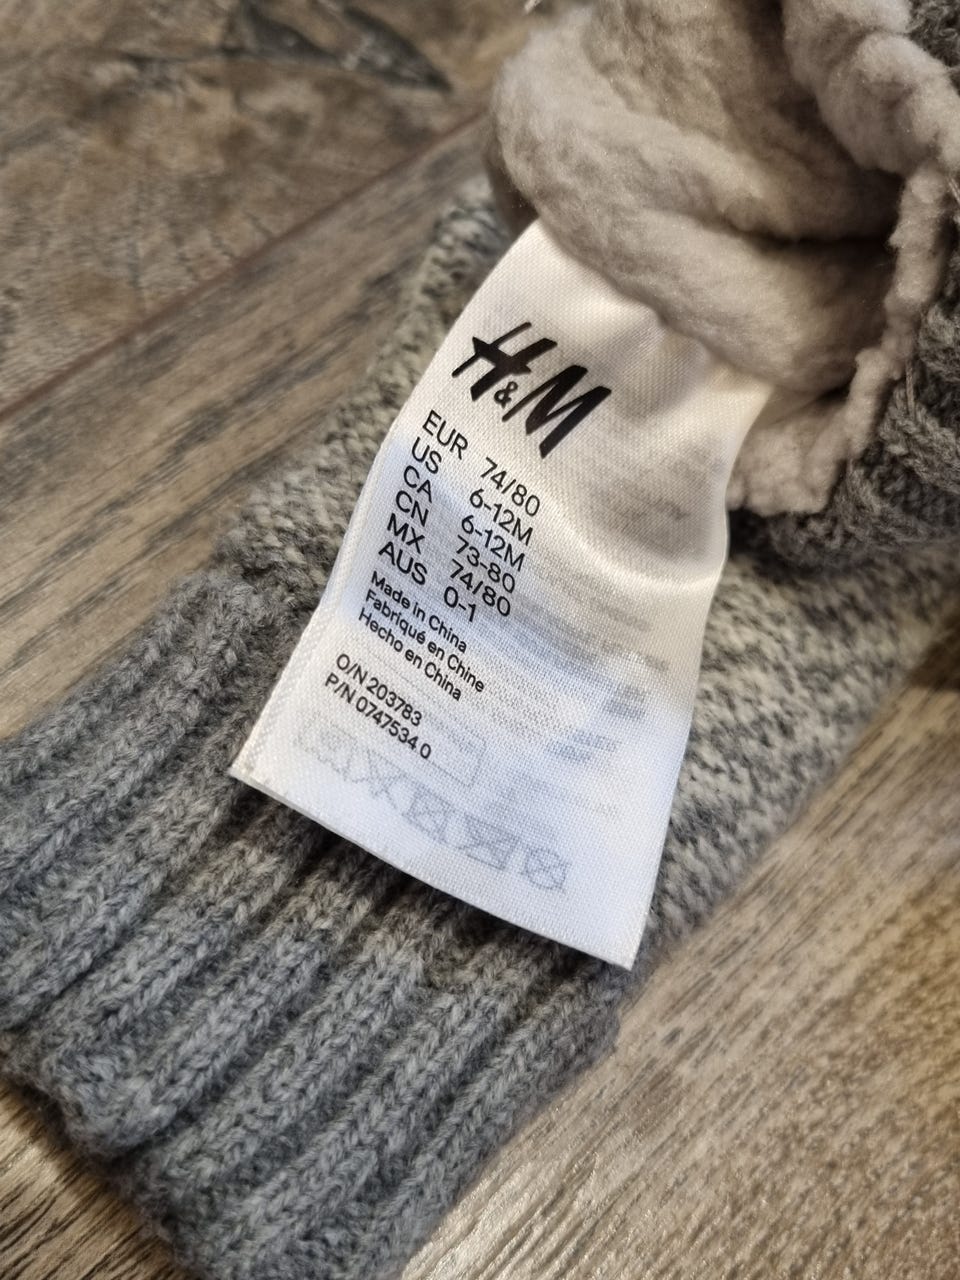 H&M
EUR 74/80
US 6-12M
CA 6-12M
CN 73-80
MX 74/80
AUS 0-1
Made in China
Fabriqué en Chine
Hecho en China
O/N 203783
P/N 0747534 0